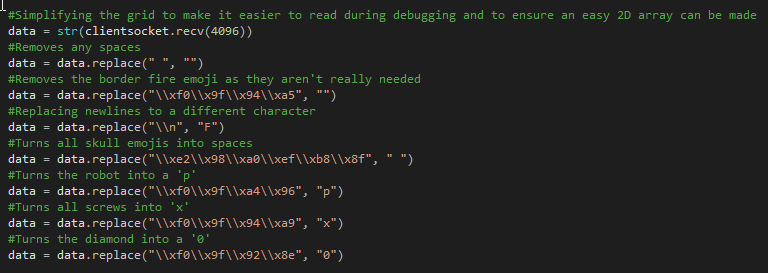 #Simplifying the grid to make it easier to read during debugging and to ensure an easy 2D array can be made
data = str(clientsocket.recv(4096))
#Removes any spaces
data = data.replace(" ", "")
#Removes the border fire emoji as they aren't really needed
data = data.replace("\\xf0\\x9f\\x94\\xa5", "")
#Replacing newlines to a different character
data = data.replace("\\n", "F")
#Turns all skull emojis into spaces
data = data.replace("\\xe2\\x98\\xa0\\xef\\xb8\\x8f", " ")
#Turns the robot into a 'p'
data = data.replace("\\xf0\\x9f\\xa4\\x96", "p")
#Turns all screws into 'x'
data = data.replace("\\xf0\\x9f\\x94\\xa9", "x")
#Turns the diamond into a '0'
data = data.replace("\\xf0\\x9f\\x92\\x8e", "0")